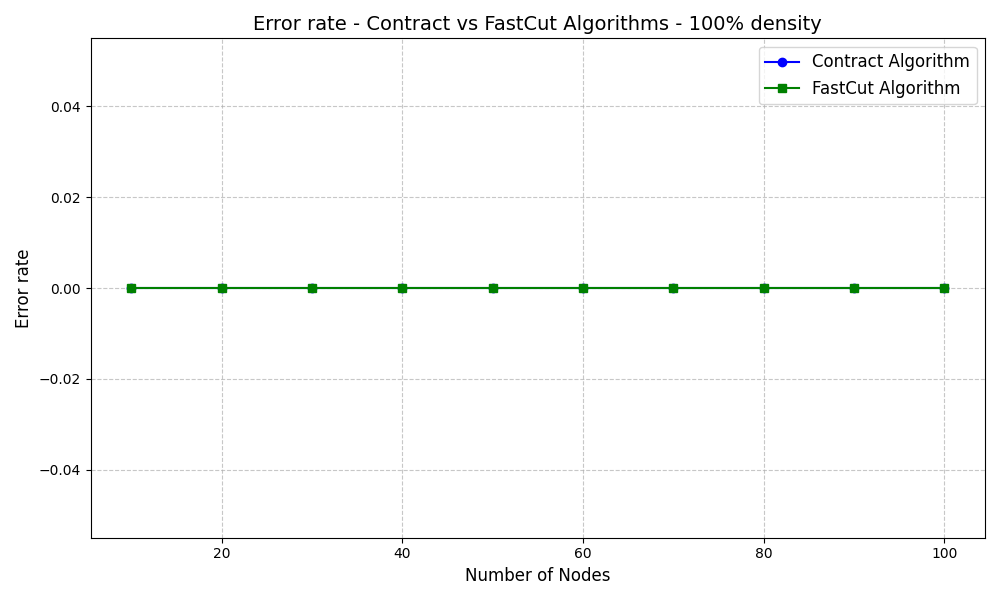 Error rate - Contract vs FastCut Algorithms - 100% density
Contract Algorithm
FastCut Algorithm
Error rate
0.04
0.02
0.00
−0.02
−0.04
20 40 60 80 100
Number of Nodes